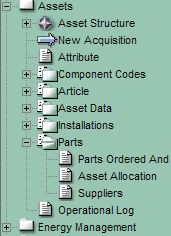 Assets
Asset Structure
New Acquisition
Attribute
Component Codes
Article
Asset Data
Installations
Parts
Parts Ordered And
Asset Allocation
Suppliers
Operational Log
Energy Management